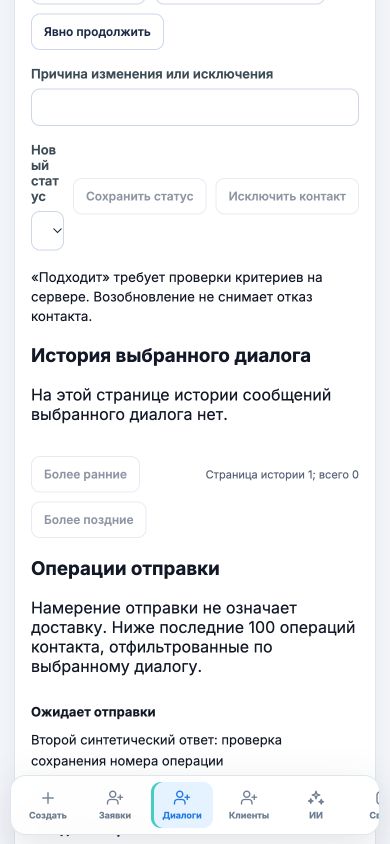 Явно продолжить
Причина изменения или исключения
Нов
ый
стат
ус
Сохранить статус
Исключить контакт
«Подходит» требует проверки критериев на
сервере. Возобновление не снимает отказ
контакта.
История выбранного диалога
На этой странице истории сообщений
выбранного диалога нет.
Более ранние
Страница истории 1; всего 0
Более поздние
Операции отправки
Намерение отправки не означает
доставку. Ниже последние 100 операций
контакта, отфильтрованные по
выбранному диалогу.
Ожидает отправки
Второй синтетический ответ: проверка
сохранения номера операции
Создать
Заявки
Диалоги
Клиенты
ИИ